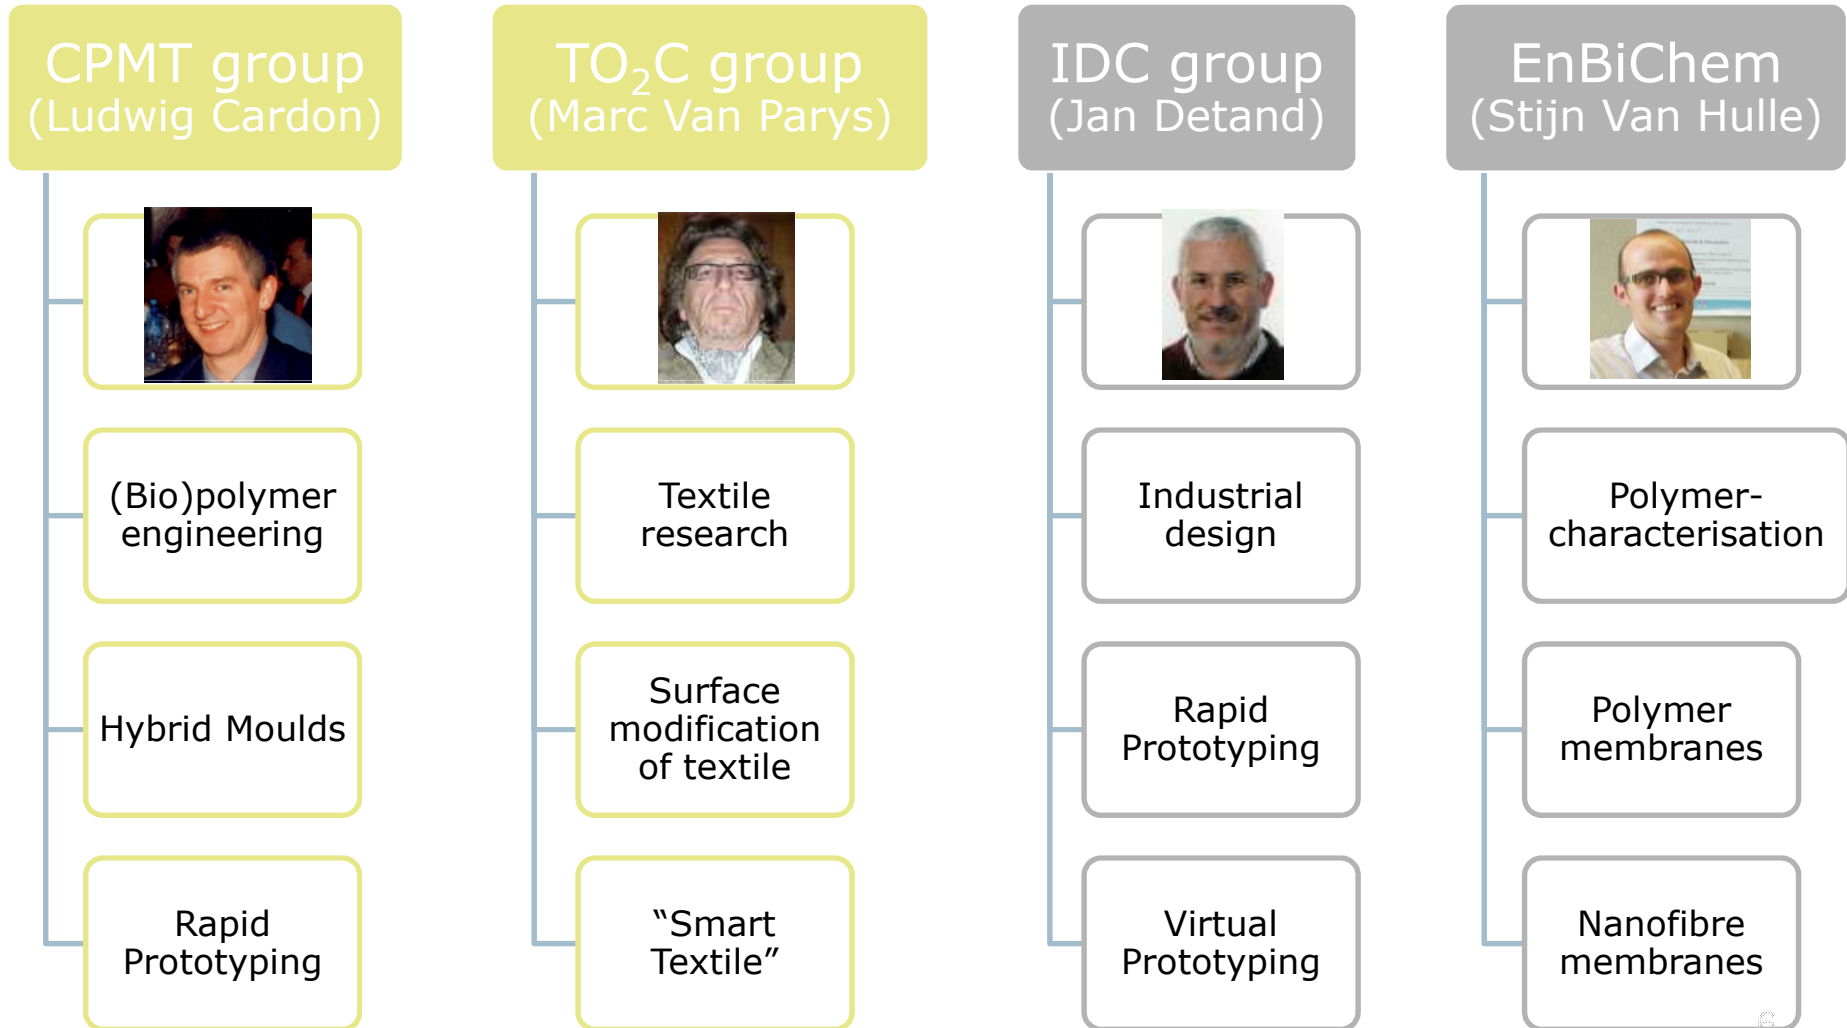 CPMT group
(Ludwig Cardon)
(Bio)polymer
engineering
Hybrid Moulds
Rapid
Prototyping
TO₂C group
(Marc Van Parys)
Textile
research
Surface
modification
of textile
“Smart
Textile”
IDC group
(Jan Detand)
Industrial
design
Rapid
Prototyping
Virtual
Prototyping
EnBiChem
(Stijn Van Hulle)
Polymer-
characterisation
Polymer
membranes
Nanofibre
membranes
6